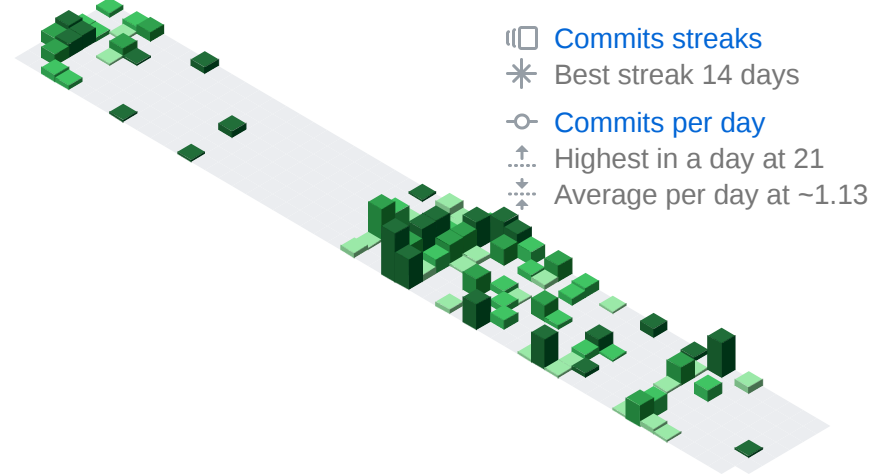 Commits streaks
Best streak 14 days
Commits per day
Highest in a day at 21
Average per day at ~1.13